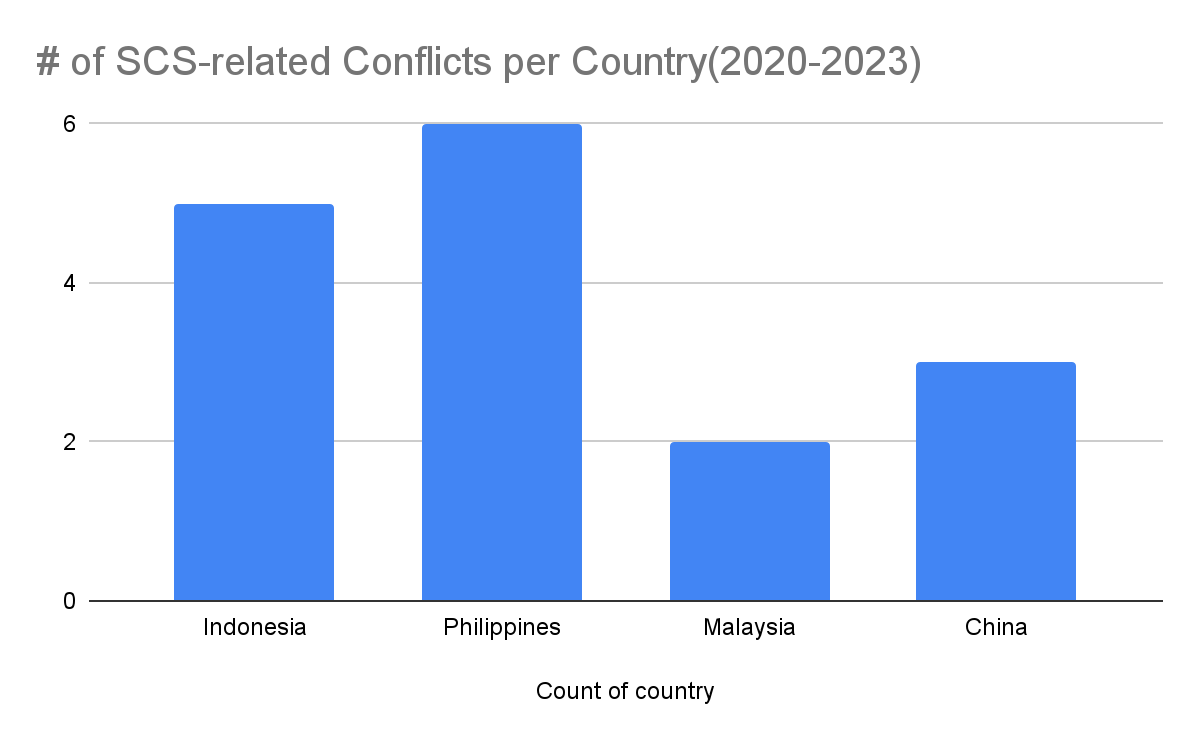 # of SCS-related Conflicts per Country(2020-2023)
6
4
2
0
Indonesia Philippines Malaysia China
Count of country